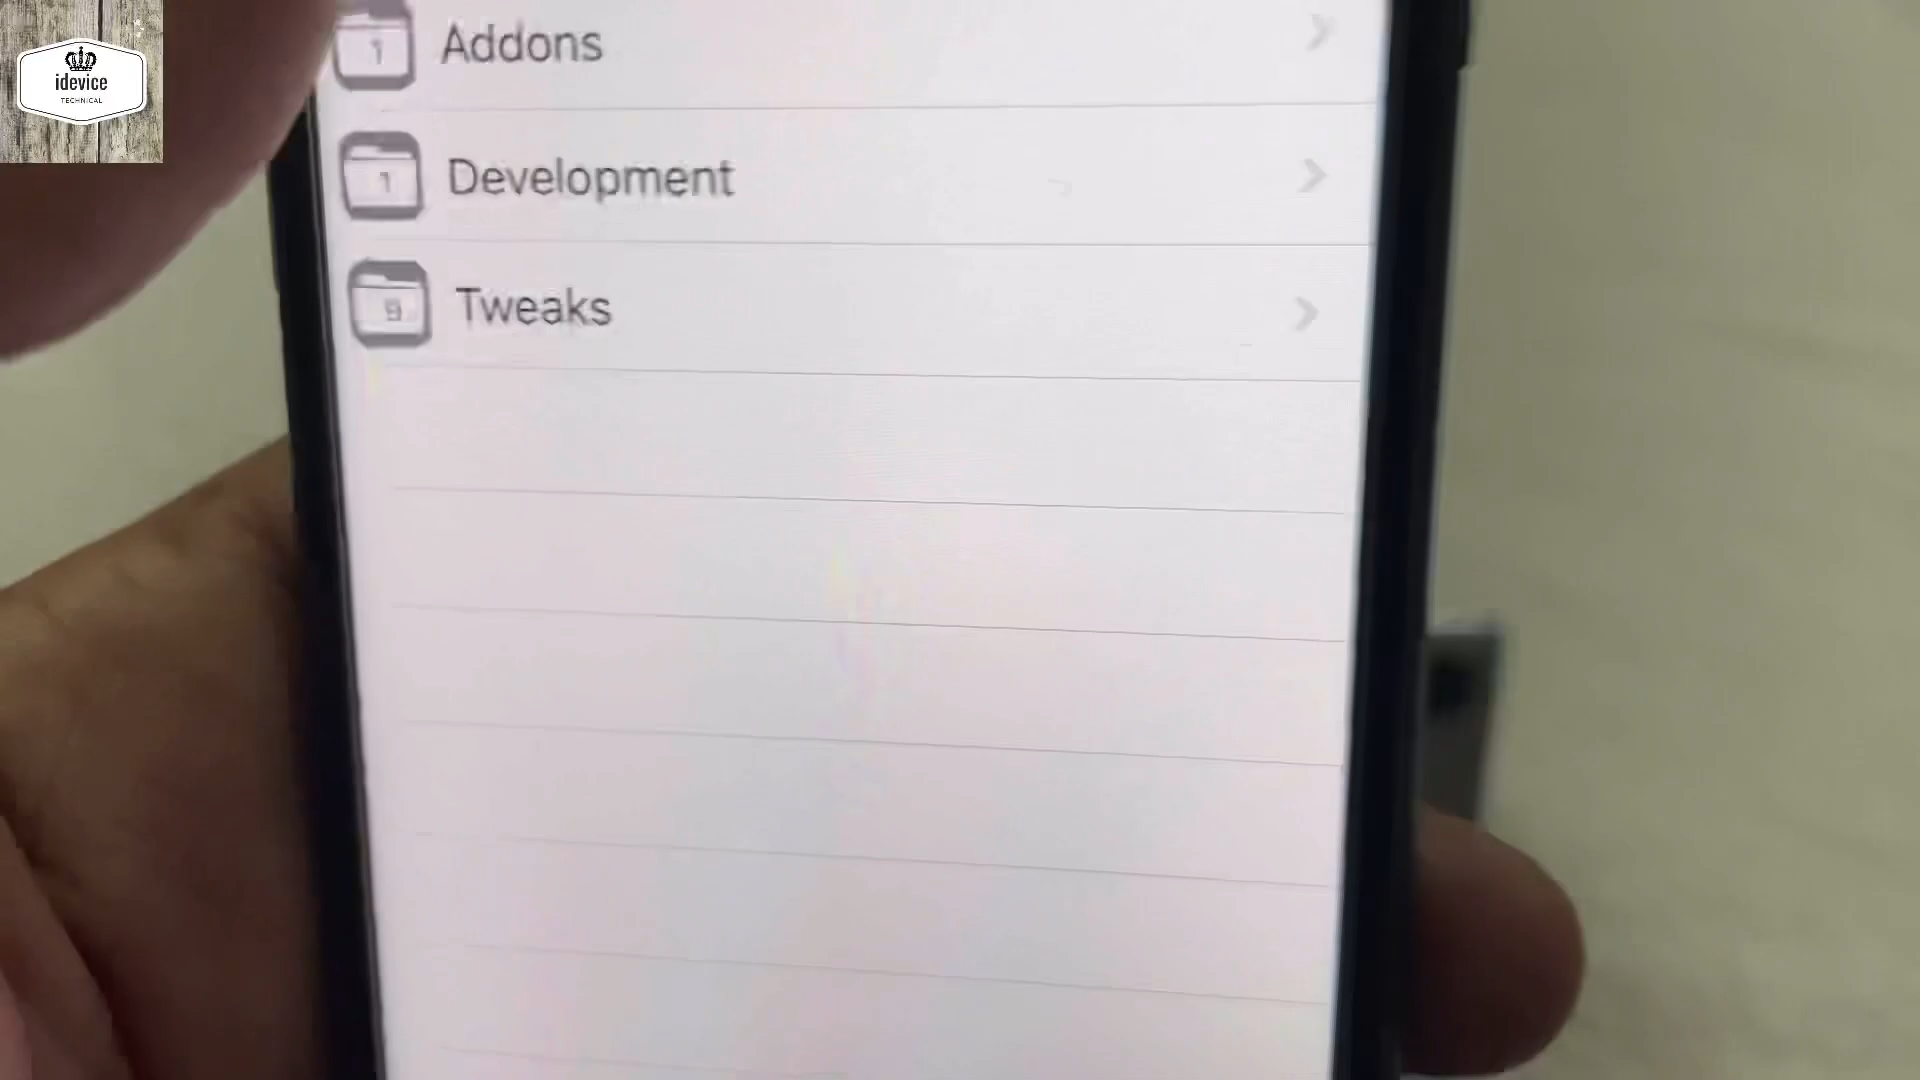 idevice
TECHNICAL
1 Addons
1 Development
9 Tweaks